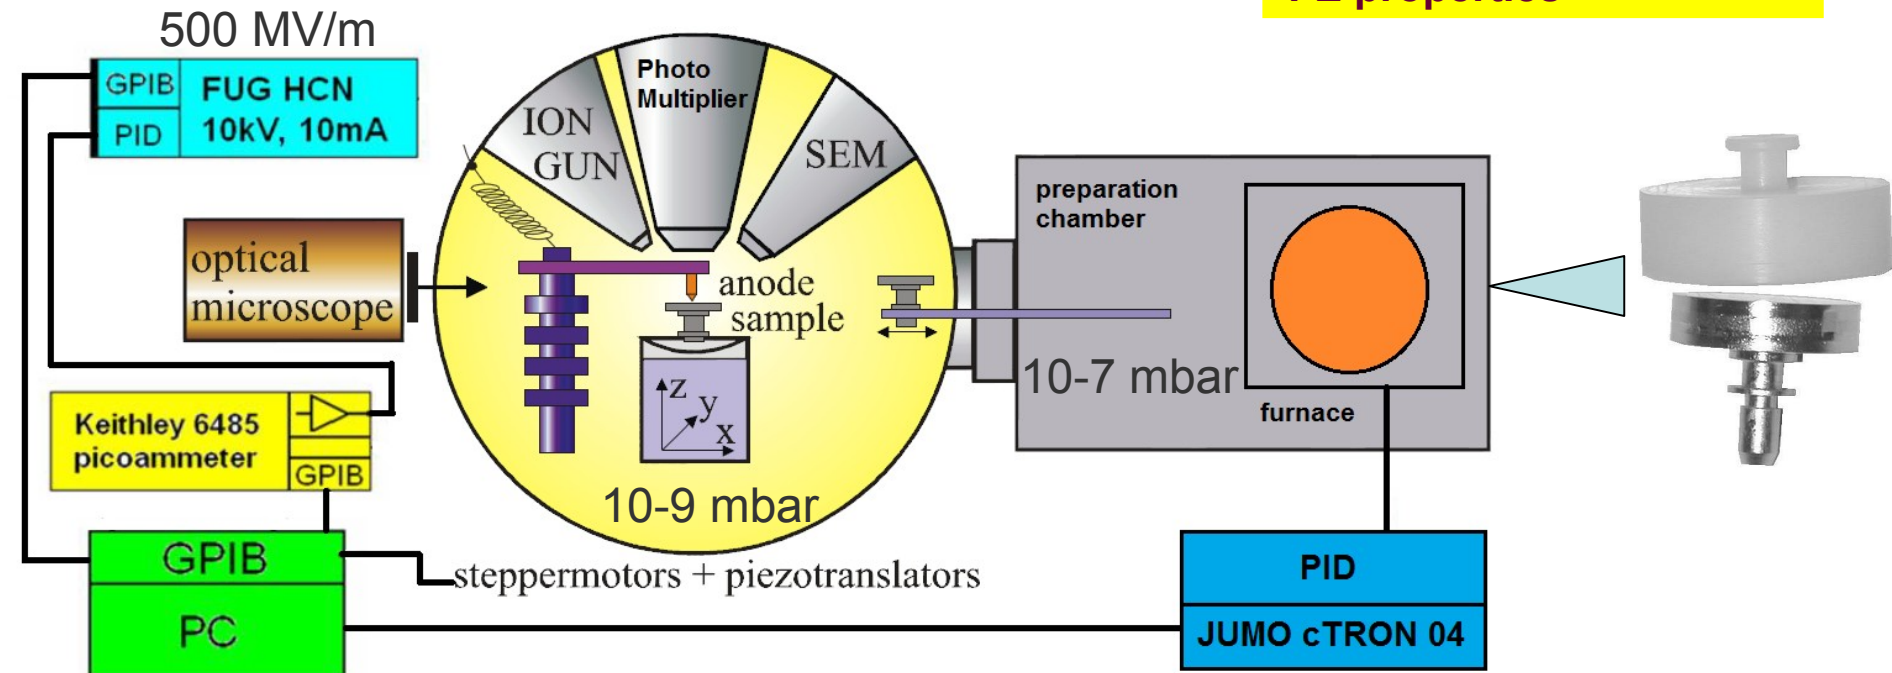 500 MV/m
GPIB
PID
FUG HCN
10kV, 10mA
ION
GUN
Photo
Multiplier
SEM
optical
microscope
anode
sample
preparation
chamber
10-7 mbar
furnace
Keithley 6485
picoammeter
GPIB
z
y
x
10-9 mbar
GPIB
PC
steppermotors + piezotranslators
PID
JUMO cTRON 04